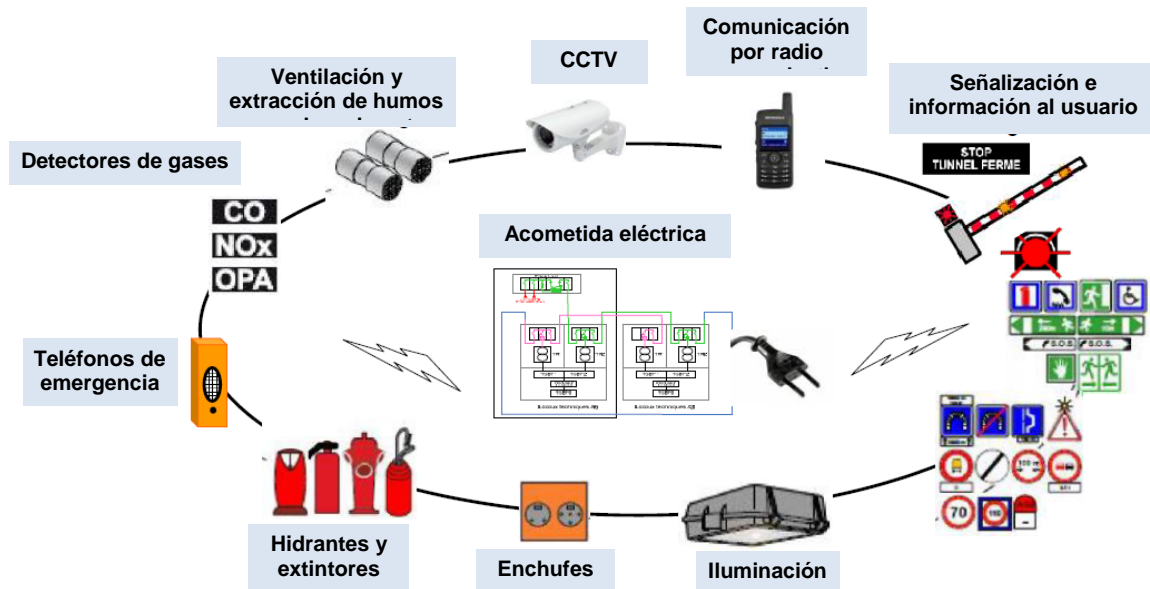 Comunicación
por radio
CCTV
Ventilación y
extracción de humos
Señalización e
información al usuario
Detectores de gases
STOP
TUNNEL FERME
CO
NOx
OPA
Acometida eléctrica
Teléfonos de
emergencia
S.O.S.
S.O.S.
100 m
70
Hidrantes y
extintores
Enchufes
Iluminación